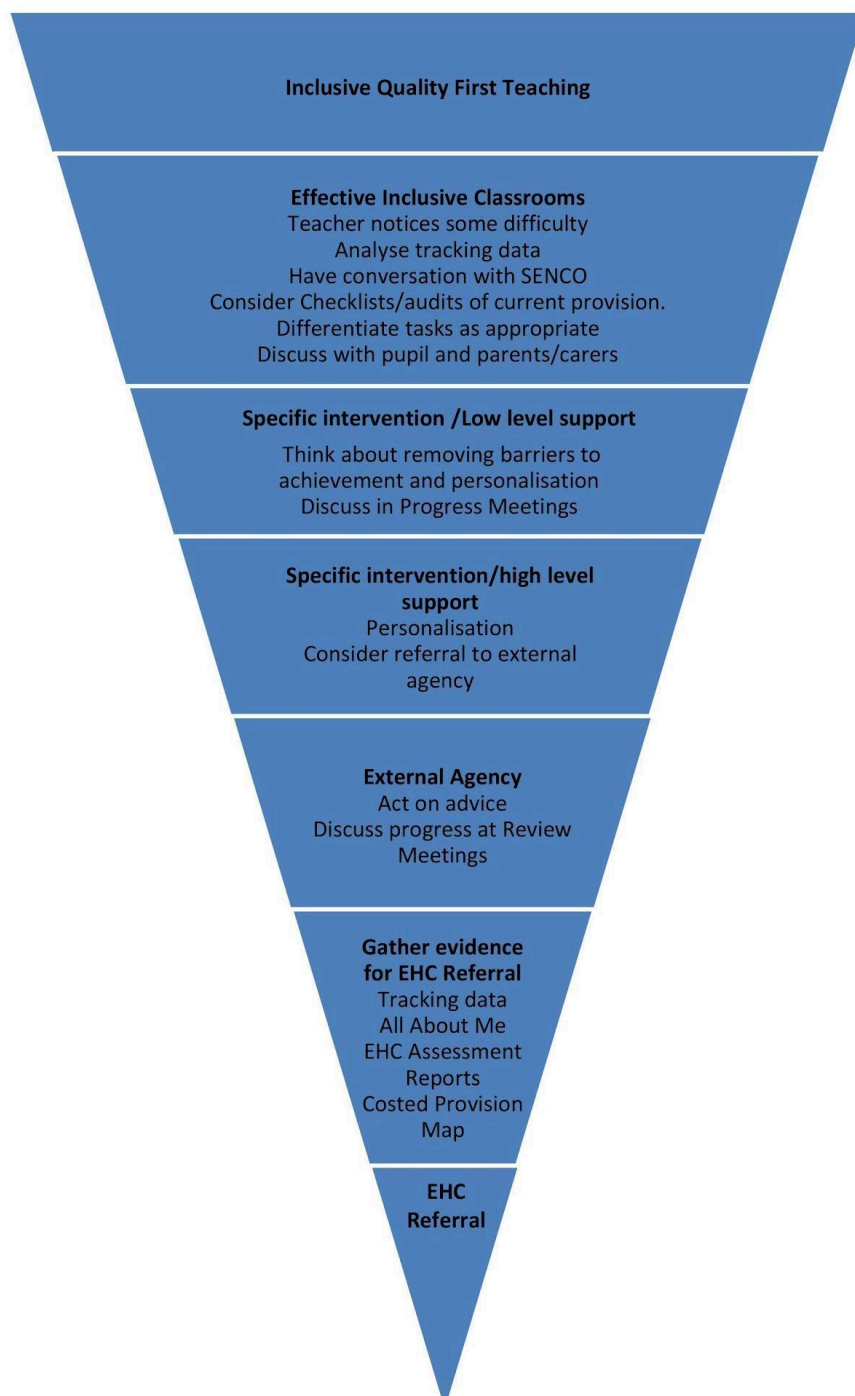 Inclusive Quality First Teaching
Effective Inclusive Classrooms
Teacher notices some difficulty
Analyse tracking data
Have conversation with SENCO
Consider Checklists/audits of current provision.
Differentiate tasks as appropriate
Discuss with pupil and parents/carers
Specific intervention /Low level support
Think about removing barriers to
achievement and personalisation
Discuss in Progress Meetings
Specific intervention/high level
support
Personalisation
Consider referral to external
agency
External Agency
Act on advice
Discuss progress at Review
Meetings
Gather evidence
for EHC Referral
Tracking data
All About Me
EHC Assessment
Reports
Costed Provision
Map
EHC
Referral